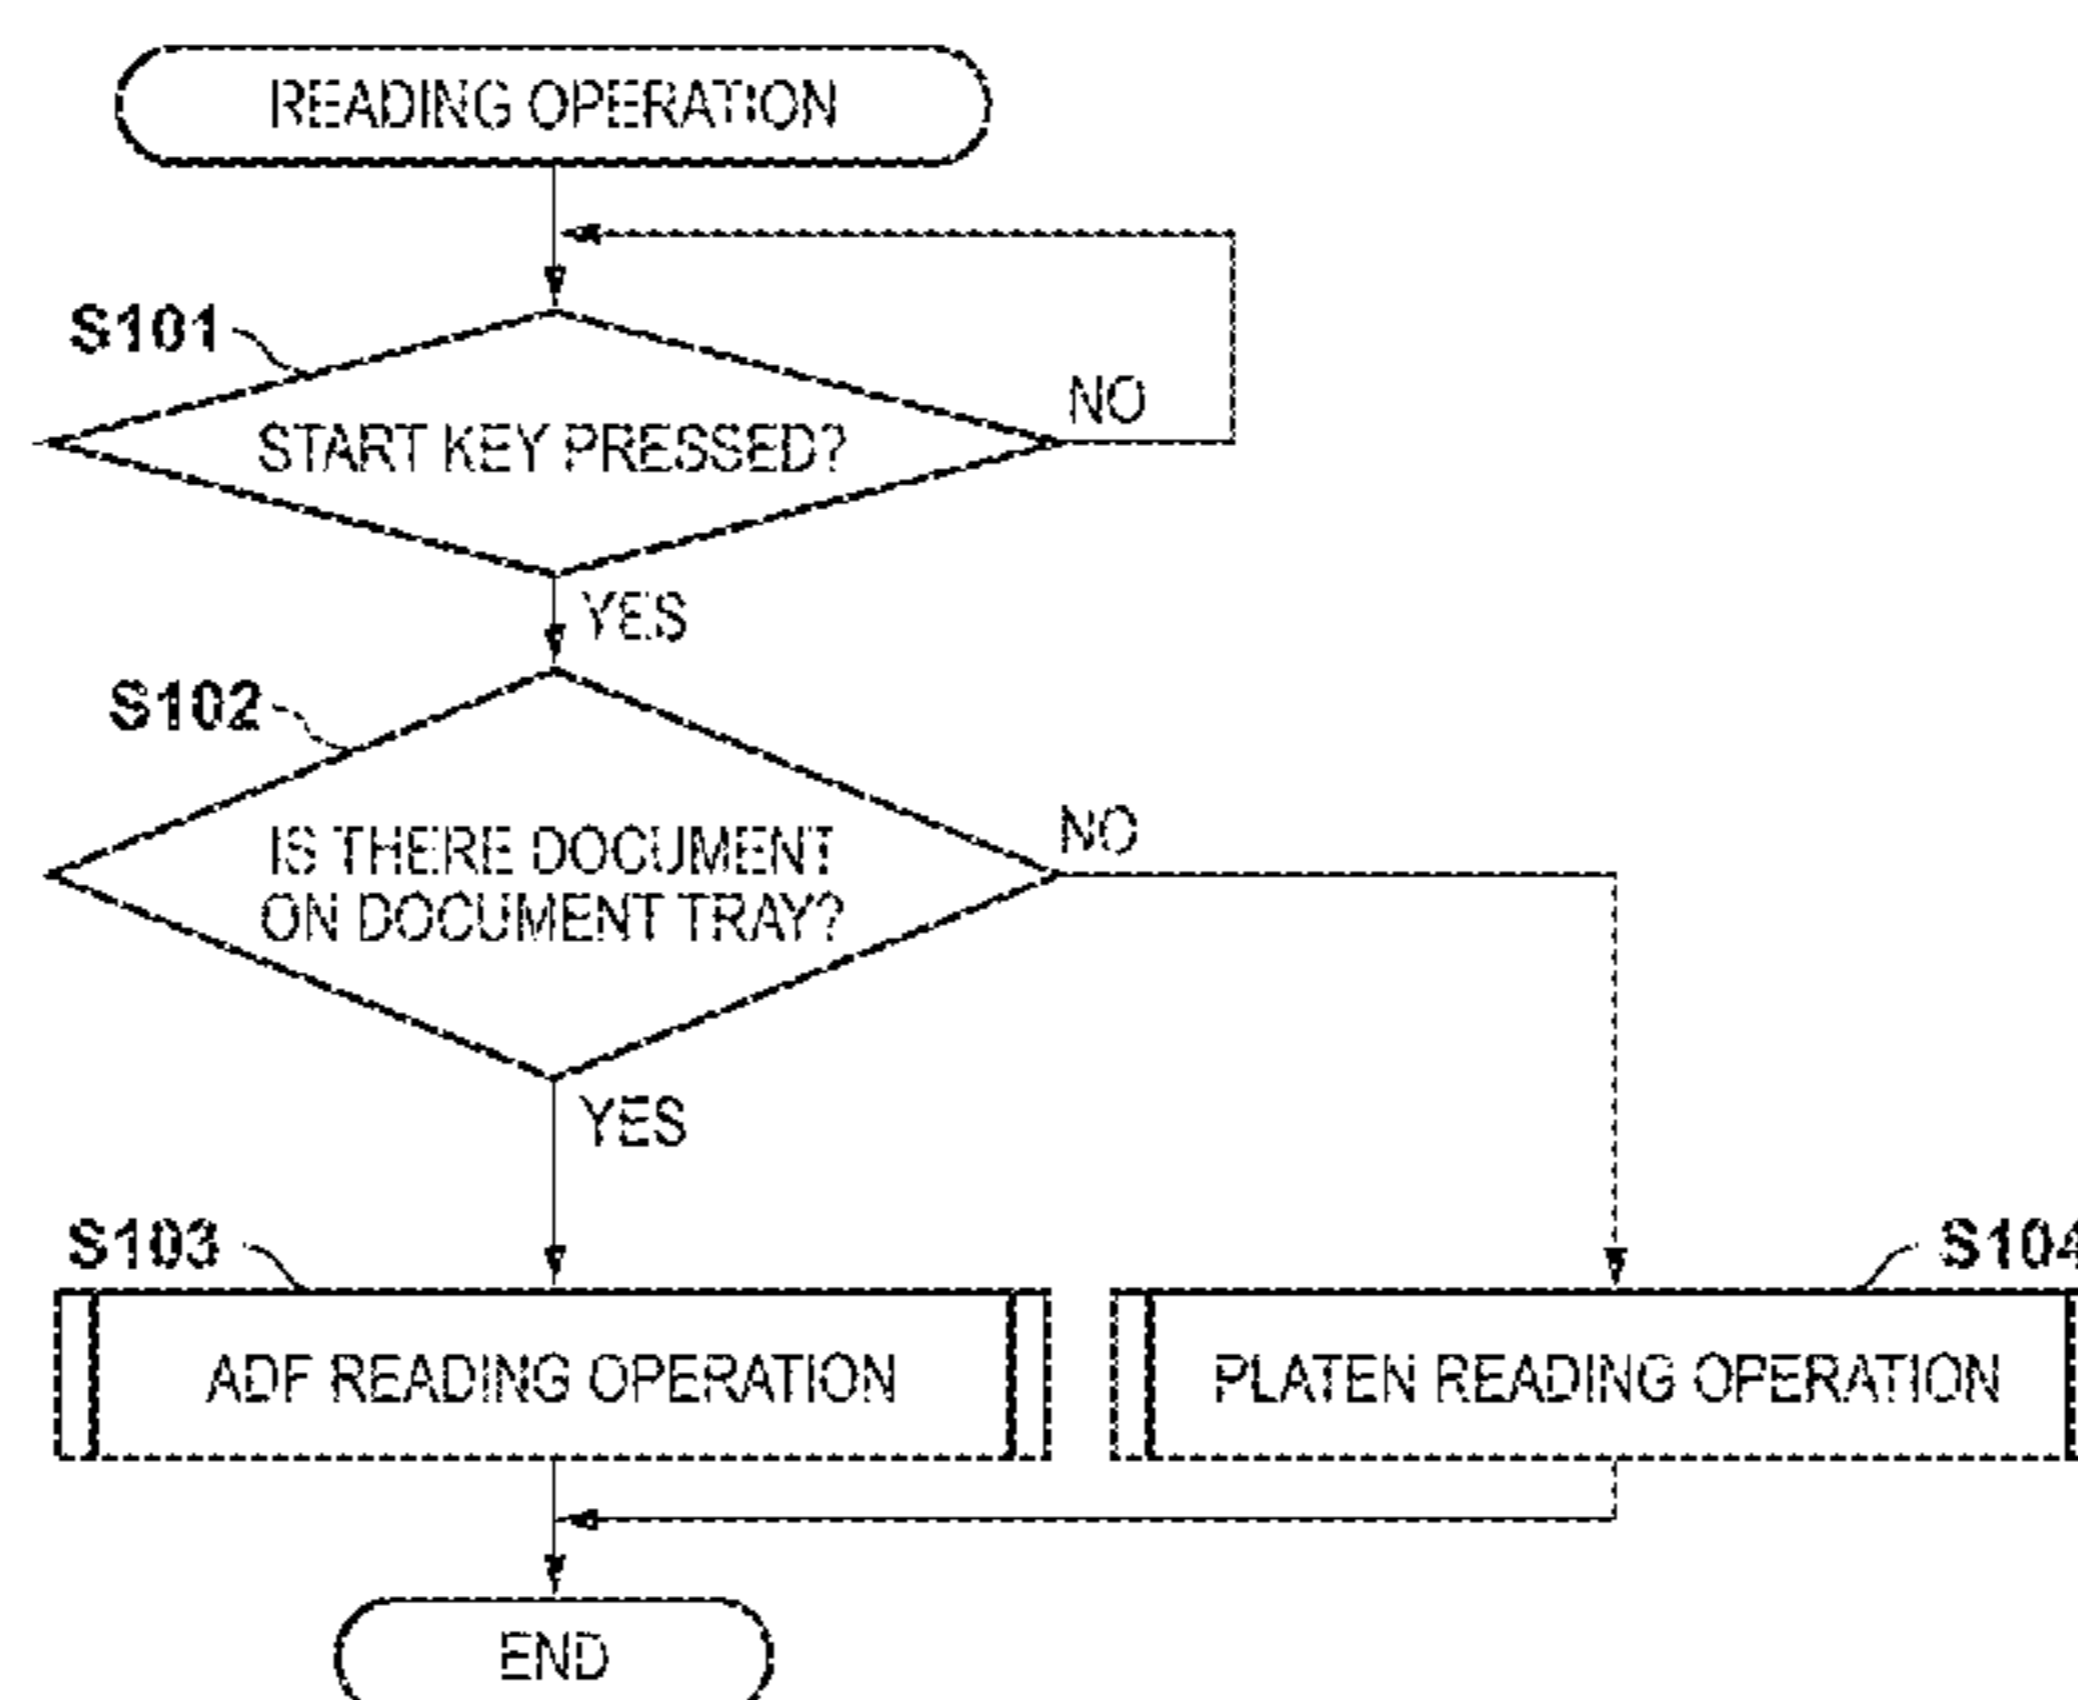 READING OPERATION
S101
START KEY PRESSED?
NO
YES
S102
IS THERE DOCUMENT
ON DOCUMENT TRAY?
NO
YES
S103
ADF READING OPERATION
S104
PLATEN READING OPERATION
END